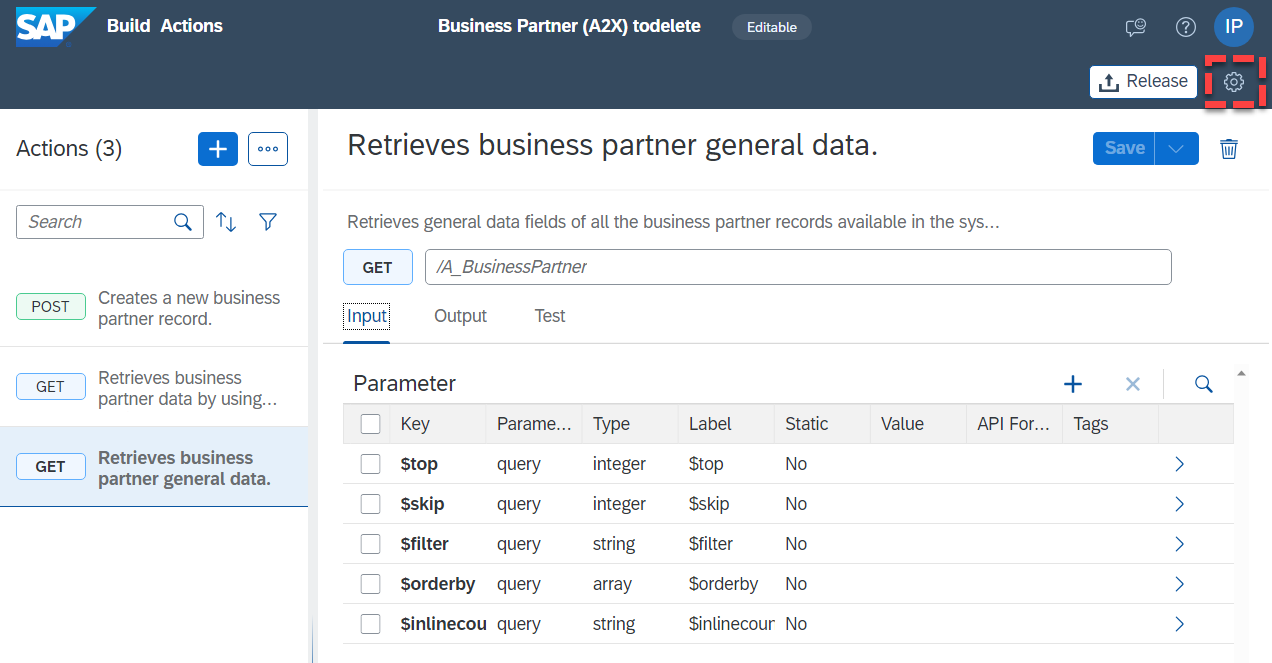 SAP Build Actions
Business Partner (A2X) todelete
Editable
IP
Release
Actions (3)
Search
POST
Creates a new business
partner record.
GET
Retrieves business
partner data by using...
GET
Retrieves business
partner general data.
Retrieves business partner general data.
Save
Retrieves general data fields of all the business partner records available in the sys...
GET
/A_BusinessPartner
Input Output Test
Parameter
Key Parame... Type Label Static Value API For... Tags
$top query integer $top No
$skip query integer $skip No
$filter query string $filter No
$orderby query array $orderby No
$inlinecou query string $inlinecour No